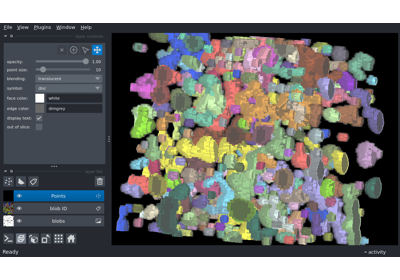 File View Plugins Window Help
opacity: 1.00
point size: 10
blending: translucent
symbol: disc
face color: white
edge color: dimgrey
display text:
out of slice:
Points
blob ID
blobs
Ready
activity